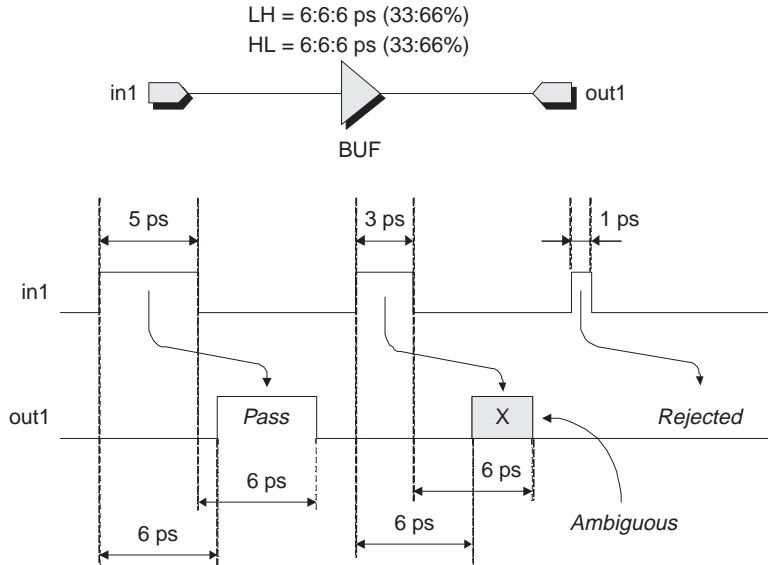 LH = 6:6:6 ps (33:66%)
HL = 6:6:6 ps (33:66%)
in1
out1
BUF
5 ps
3 ps
1 ps
in1
out1
Pass
X
Rejected
6 ps
6 ps
6 ps
6 ps
Ambiguous